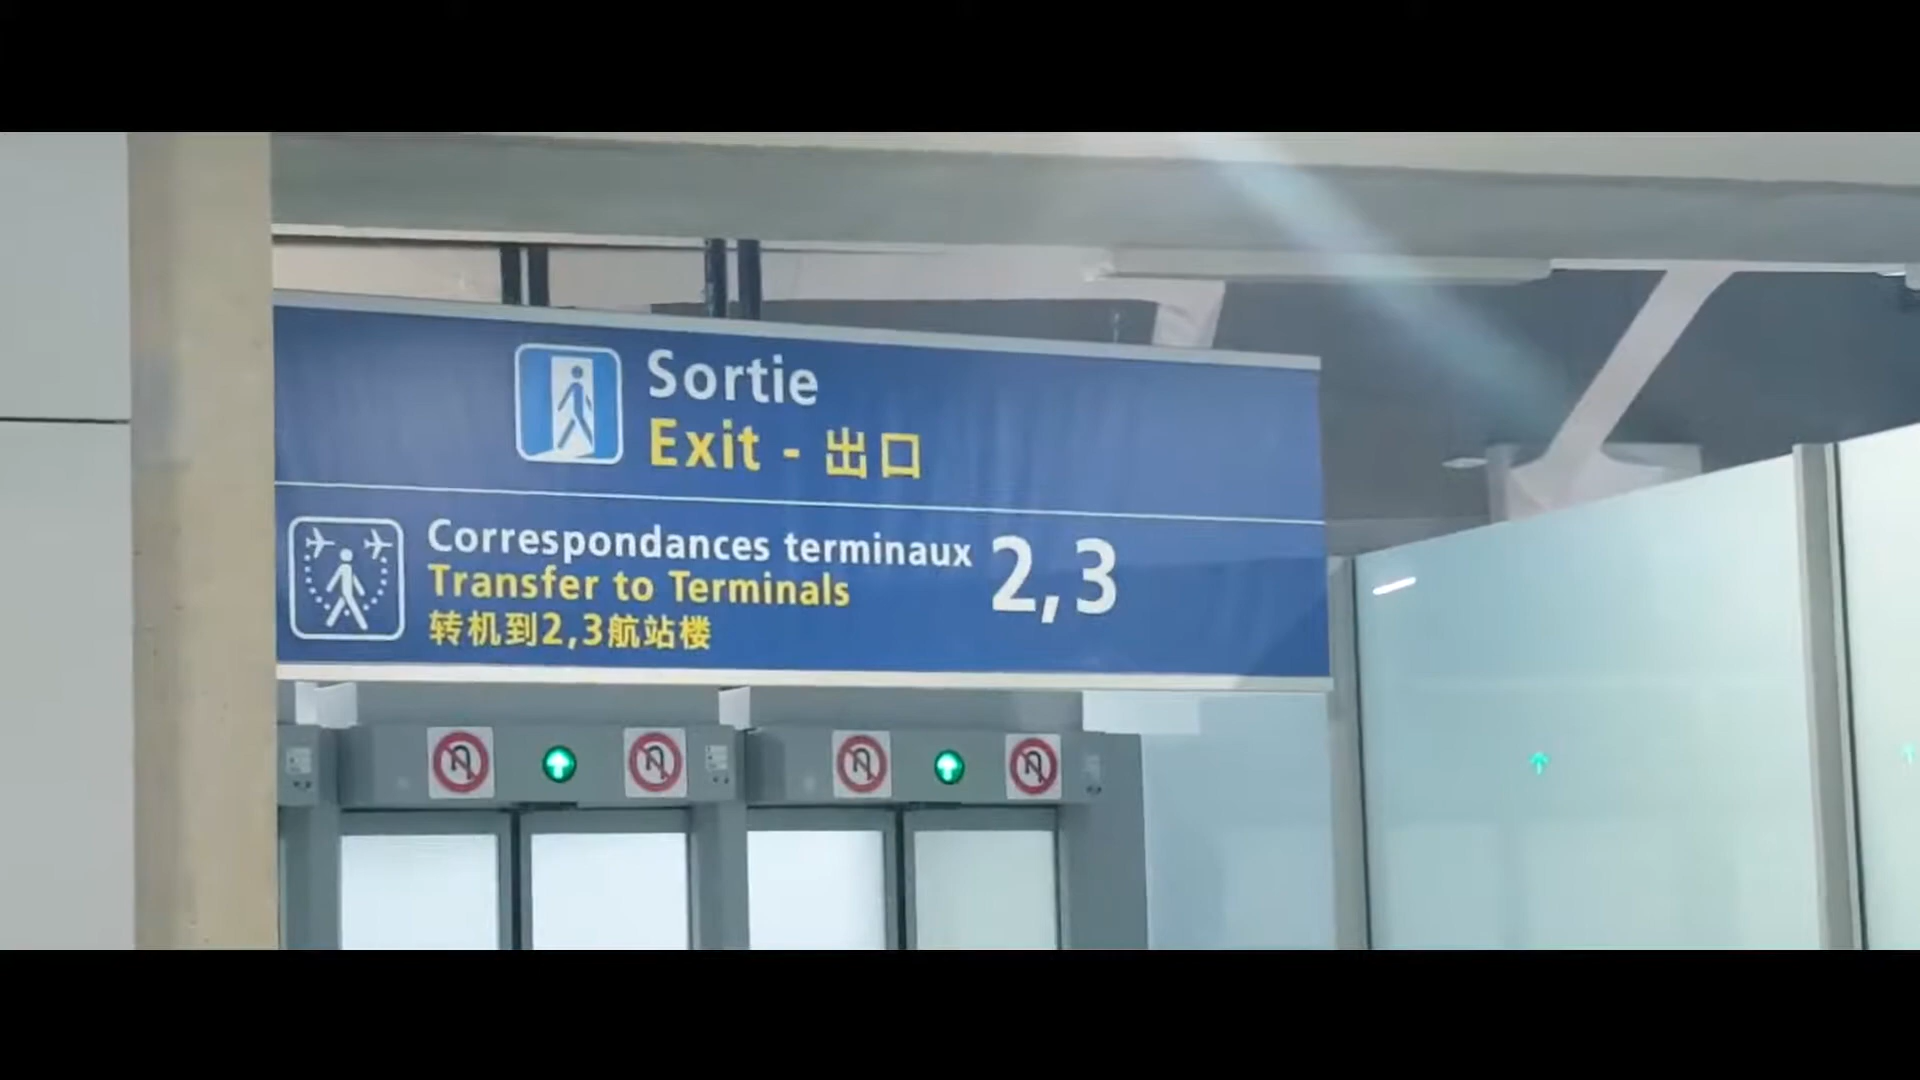 Sortie
Exit - 出口
Correspondances terminaux 2,3
Transfer to Terminals
转机到2,3航站楼